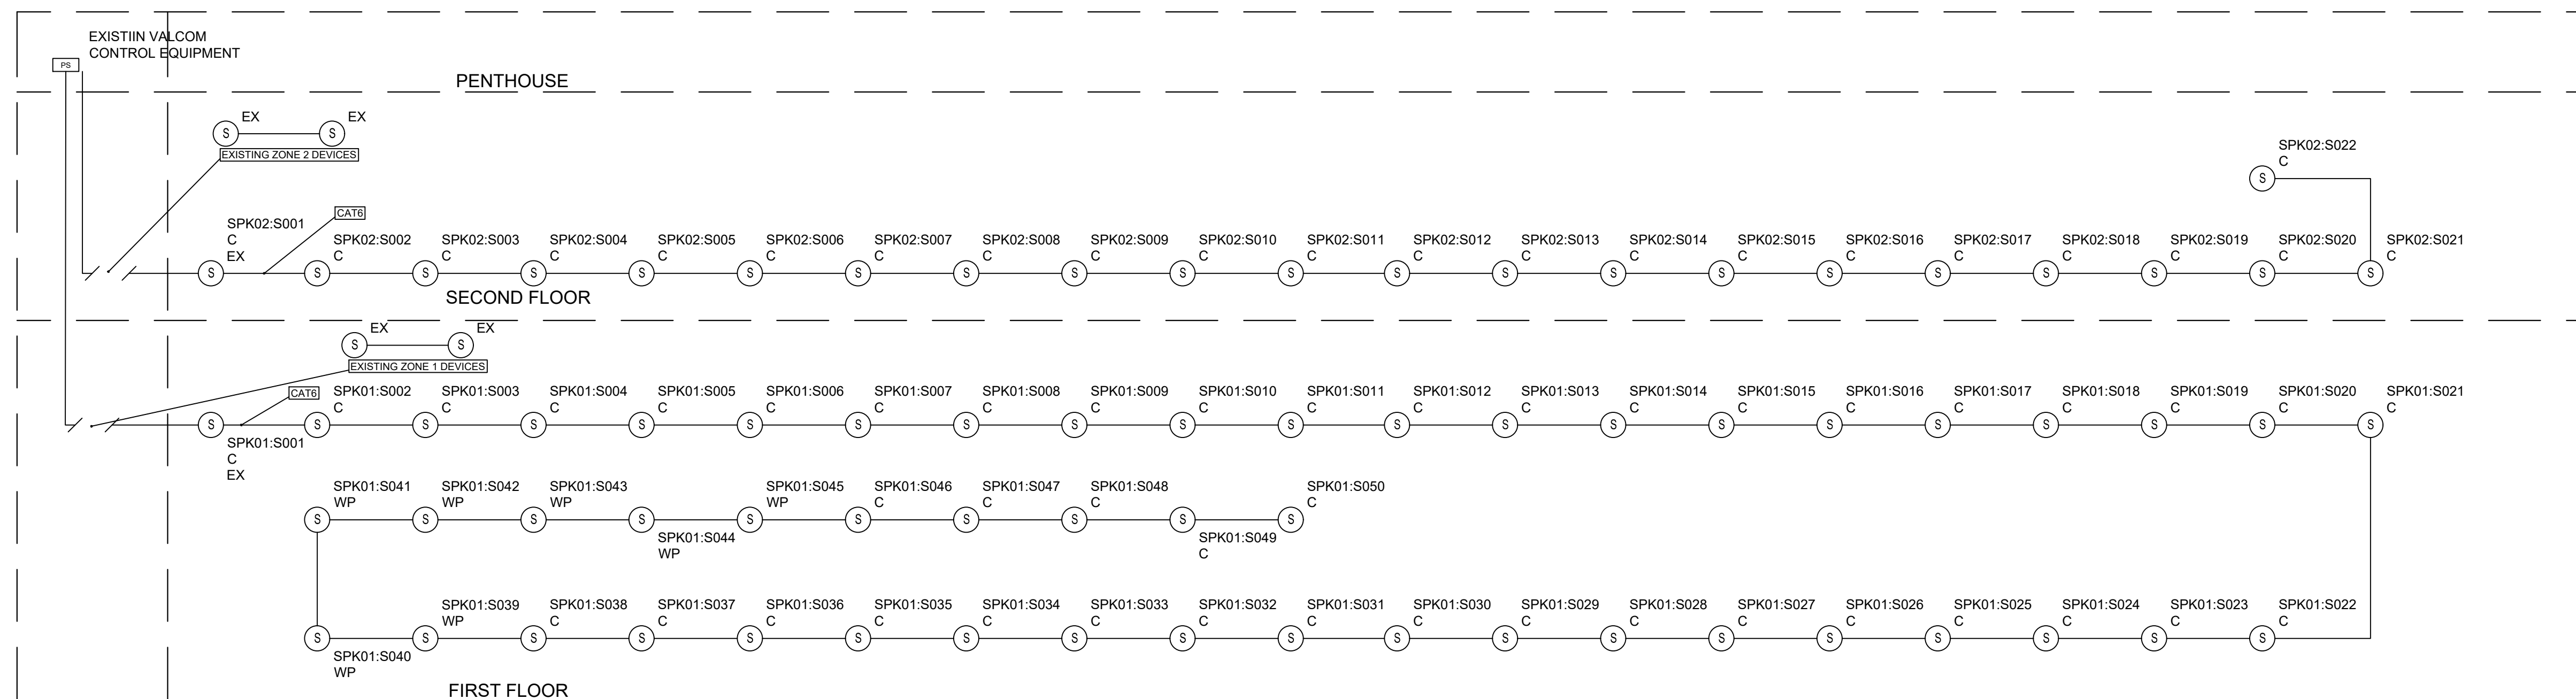 EXISTIIN VALCOM
CONTROL EQUIPMENT
PS
PENTHOUSE
EX EX
S S
EXISTING ZONE 2 DEVICES
SPK02:S022
C
S
CAT6
SPK02:S001
C
EX
SPK02:S002 SPK02:S003 SPK02:S004 SPK02:S005 SPK02:S006 SPK02:S007 SPK02:S008 SPK02:S009 SPK02:S010 SPK02:S011 SPK02:S012 SPK02:S013 SPK02:S014 SPK02:S015 SPK02:S016 SPK02:S017 SPK02:S018 SPK02:S019 SPK02:S020 SPK02:S021
C C C C C C C C C C C C C C C C C C C C
S S S S S S S S S S S S S S S S S S S S S
SECOND FLOOR
EX EX
S S
EXISTING ZONE 1 DEVICES
CAT6
SPK01:S002 SPK01:S003 SPK01:S004 SPK01:S005 SPK01:S006 SPK01:S007 SPK01:S008 SPK01:S009 SPK01:S010 SPK01:S011 SPK01:S012 SPK01:S013 SPK01:S014 SPK01:S015 SPK01:S016 SPK01:S017 SPK01:S018 SPK01:S019 SPK01:S020 SPK01:S021
C C C C C C C C C C C C C C C C C C C C
S S S S S S S S S S S S S S S S S S S S S
SPK01:S001
C
EX
SPK01:S041 SPK01:S042 SPK01:S043 SPK01:S045 SPK01:S046 SPK01:S047 SPK01:S048 SPK01:S050
WP WP WP WP C C C C
S S S S S S S S S S
SPK01:S044 SPK01:S049
WP C
SPK01:S039 SPK01:S038 SPK01:S037 SPK01:S036 SPK01:S035 SPK01:S034 SPK01:S033 SPK01:S032 SPK01:S031 SPK01:S030 SPK01:S029 SPK01:S028 SPK01:S027 SPK01:S026 SPK01:S025 SPK01:S024 SPK01:S023 SPK01:S022
WP C C C C C C C C C C C C C C C C C
S S S S S S S S S S S S S S S S S S S
SPK01:S040
WP
FIRST FLOOR